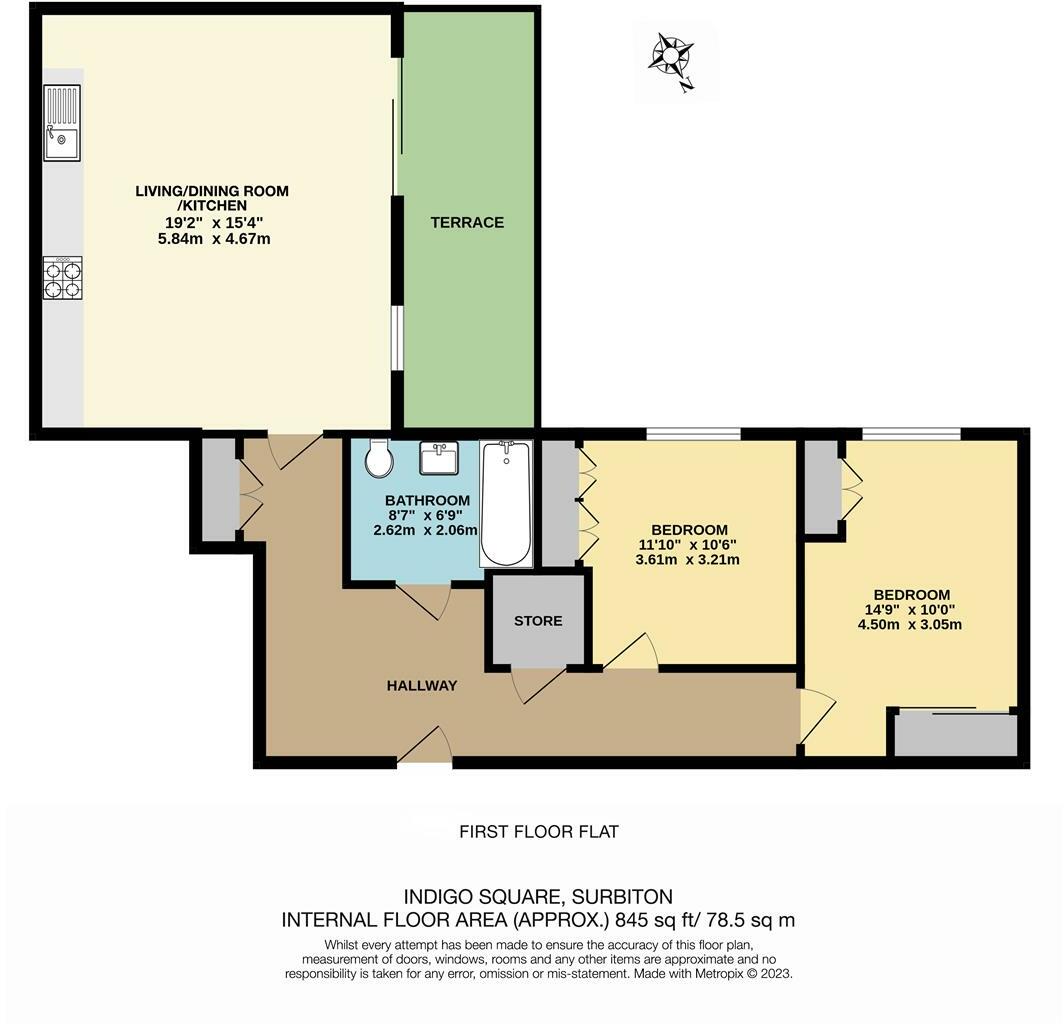 N
LIVING/DINING ROOM
/KITCHEN
19'2" x 15'4"
5.84m x 4.67m
TERRACE
BATHROOM
8'7" x 6'9"
2.62m x 2.06m
BEDROOM
11'10" x 10'6"
3.61m x 3.21m
BEDROOM
14'9" x 10'0"
4.50m x 3.05m
STORE
HALLWAY
FIRST FLOOR FLAT
INDIGO SQUARE, SURBITON
INTERNAL FLOOR AREA (APPROX.) 845 sq ft/ 78.5 sq m
Whilst every attempt has been made to ensure the accuracy of this floor plan,
measurement of doors, windows, rooms and any other items are approximate and no
responsibility is taken for any error, omission or mis-statement. Made with Metropix © 2023.